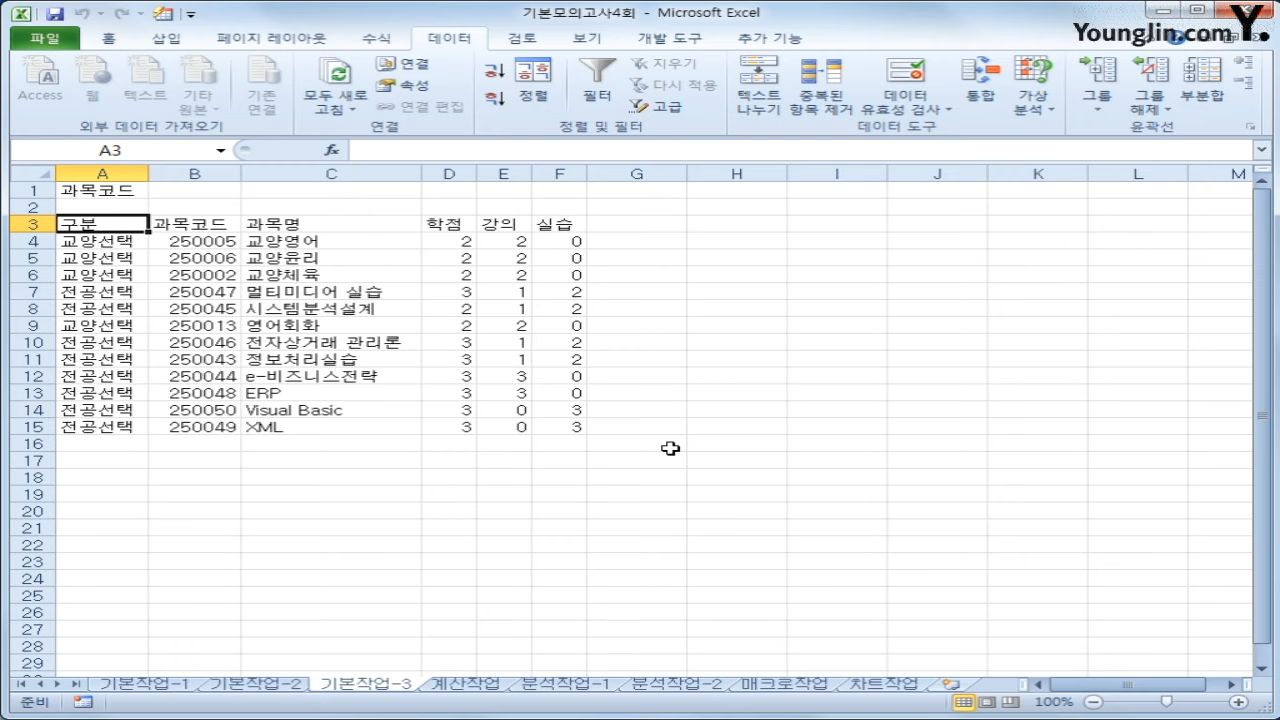 기본모의고사4회 - Microsoft Excel
Younglin.com Y.
파일 홈 삽입 페이지 레이아웃 수식 데이터 검토 보기 개발 도구 추가 기능
Access 웹 텍스트 기타 원본 기존 연결
외부 데이터 가져오기
모두 새로 고침 연결 속성 연결 편집
연결
정렬 필터 지우기 다시 적용 고급
정렬 및 필터
텍스트 나누기 중복된 항목 제거 데이터 유효성 검사 통합 가상 분석
데이터 도구
그룹 그룹 해제 부분합
윤곽선
A3 fx
A B C D E F G H I J K L M
1 과목코드
2
3 구분 과목코드 과목명 학점 강의 실습
4 교양선택 250005 교양영어 2 2 0
5 교양선택 250006 교양윤리 2 2 0
6 교양선택 250002 교양체육 2 2 0
7 전공선택 250047 멀티미디어 실습 3 1 2
8 전공선택 250045 시스템분석설계 2 1 2
9 교양선택 250013 영어회화 2 2 0
10 전공선택 250046 전자상거래 관리론 3 1 2
11 전공선택 250043 정보처리실습 3 1 2
12 전공선택 250044 e-비즈니스전략 3 3 0
13 전공선택 250048 ERP 3 3 0
14 전공선택 250050 Visual Basic 3 0 3
15 전공선택 250049 XML 3 0 3
16
17
18
19
20
21
22
23
24
25
26
27
28
29
기본작업-1 기본작업-2 기본작업-3 계산작업 분석작업-1 분석작업-2 매크로작업 차트작업
준비 100%